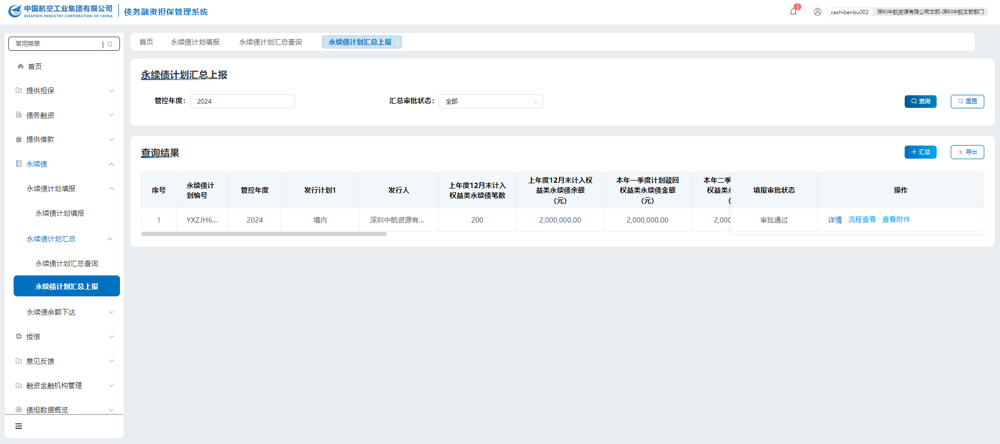 中国航空工业集团有限公司
AVIATION INDUSTRY CORPORATION OF CHINA
债务融资担保管理系统
1
ceshibenbu002
深圳中航资源有限公司本部-深圳中航本部部门
常用菜单
首页
提供担保
债务融资
提供借款
永续债
永续债计划填报
永续债计划填报
永续债计划汇总
永续债计划汇总查询
永续债计划汇总上报
永续债余额下达
授信
意见反馈
融资金融机构管理
债担数据概览
首页 永续债计划填报 永续债计划汇总查询 永续债计划汇总上报
永续债计划汇总上报
管控年度: 2024 汇总审批状态: 全部 查询 重置
查询结果
汇总 导出
序号
永续债计
划编号
管控年度
发行计划1
发行人
上年度12月末计入
权益类永续债笔数
上年度12月末计入权
益类永续债余额
(元)
本年一季度计划赎回
权益类永续债金额
(元)
本年二季
权益类永
(
填报审批状态
操作
1 YXZJH6... 2024 境内 深圳中航资源有... 200 2,000,000.00 2,000,000.00 2,000 审批通过 详情 流程查看 查看附件